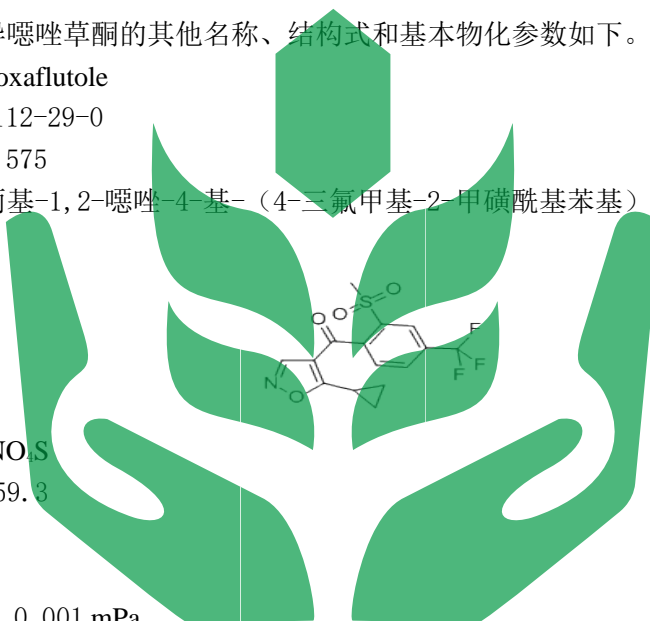 异噁唑草酮的其他名称、结构式和基本物化参数如下。
oxaflutole
112-29-0
575
丙基-1,2-噁唑-4-基-（4-三氟甲基-2-甲磺酰基苯基）
O
S
O
O
F
F
F
N
O
NO₄S
59.3
0.001 mPa